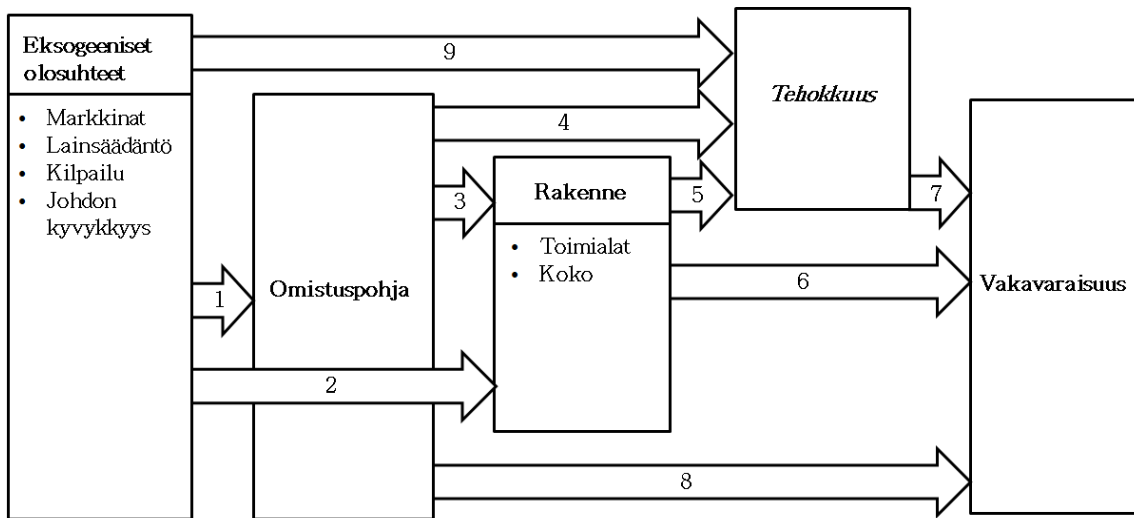 Eksogeeniset
olosuhteet
• Markkinat
• Lainsäädäntö
• Kilpailu
• Johdon
kyvykkyys
9
4
3
1
2
Omistuspohja
Rakenne
• Toimialat
• Koko
5
Tehokkuus
7
6
8
Vakavaraisuus